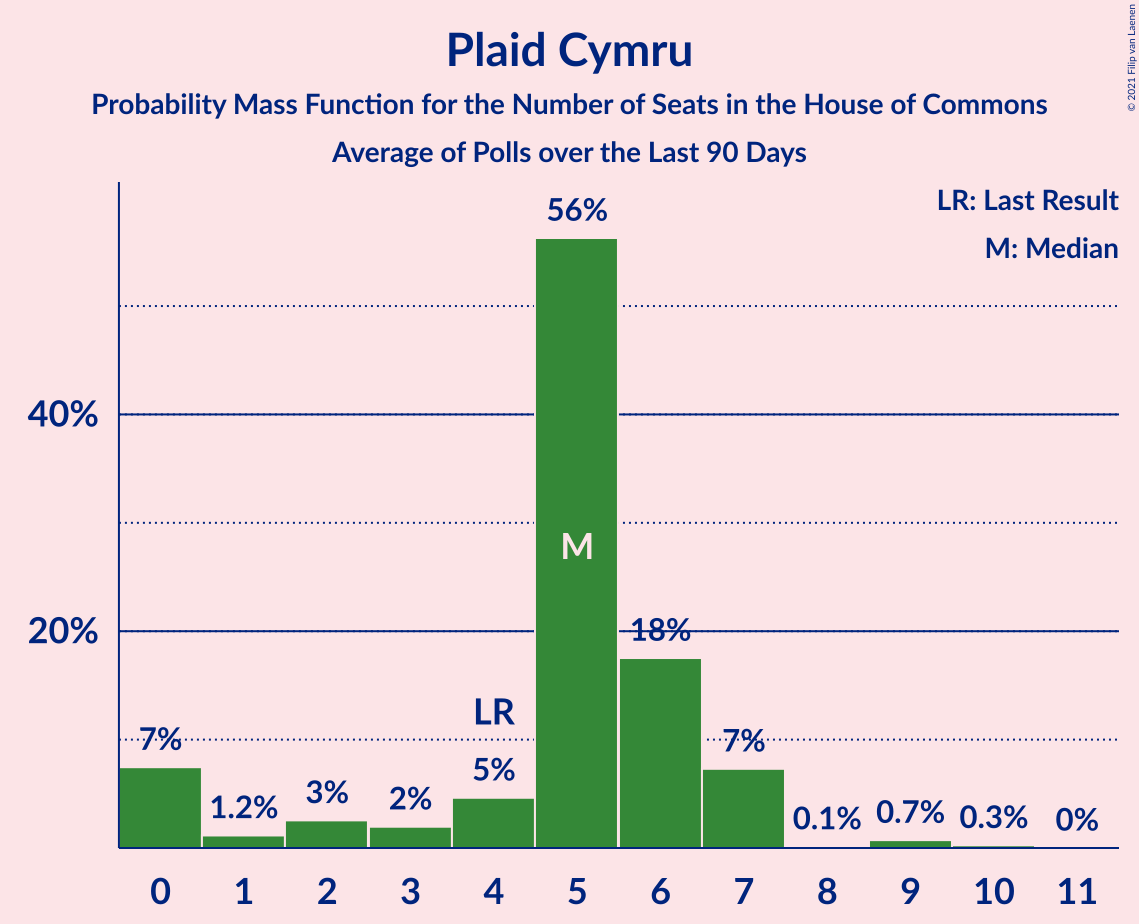 Plaid Cymru
Probability Mass Function for the Number of Seats in the House of Commons
Average of Polls over the Last 90 Days
© 2021 Filip van Laenen
LR: Last Result
M: Median
56%
40%
M
20%
18%
LR
7%
7%
5%
1.2%
3%
2%
0.1%
0.7%
0.3%
0%
0 1 2 3 4 5 6 7 8 9 10 11